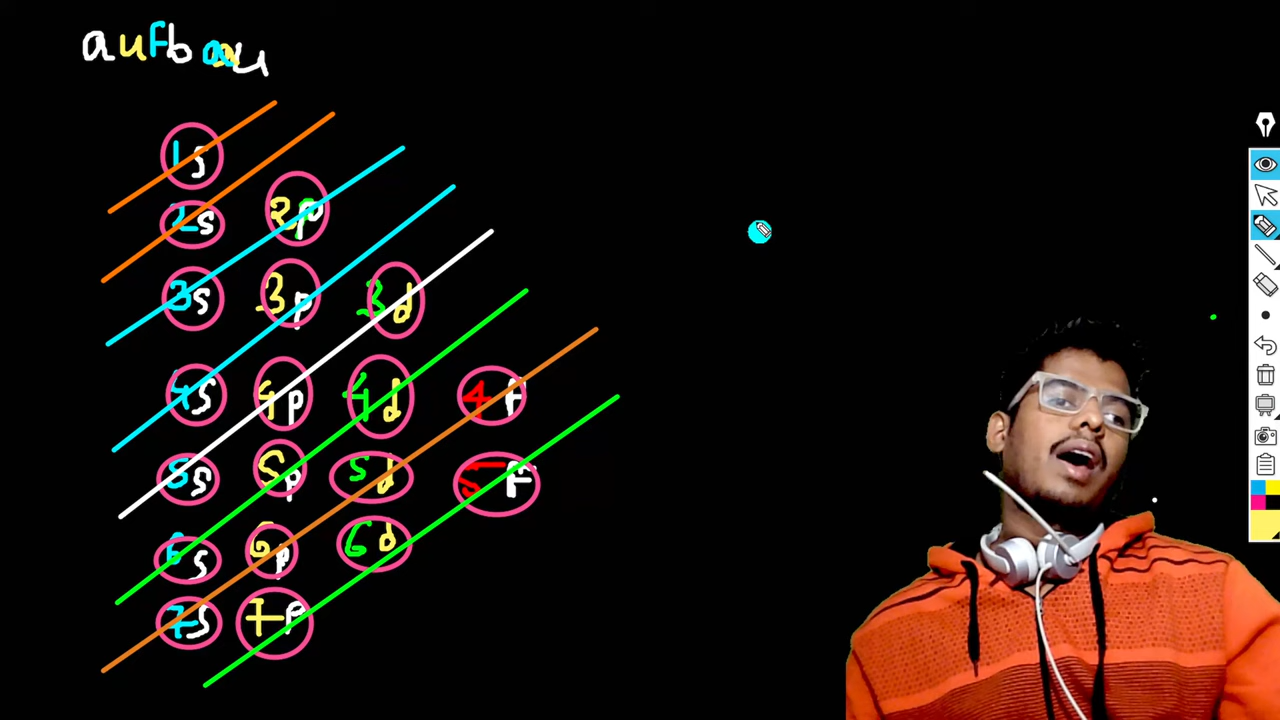 aufbau
1s
2s 2p
3s 3p 3d
4s 4p 4d 4f
5s 5p 5d 5f
6s 6p 6d
7s 7p